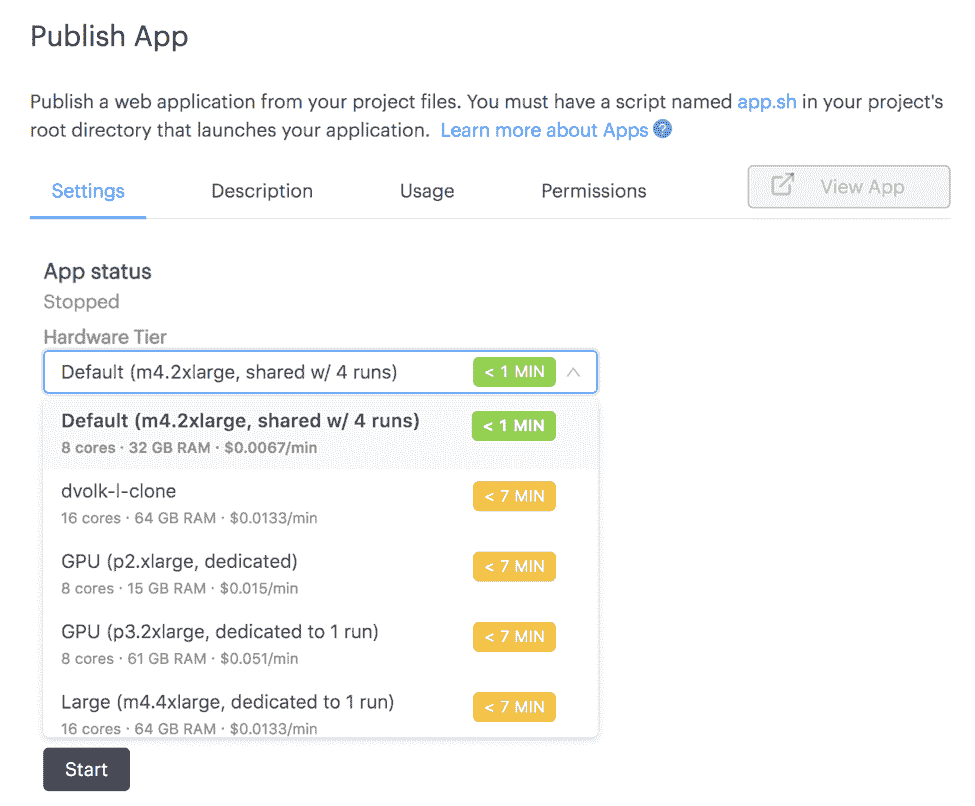 Publish App
Publish a web application from your project files. You must have a script named app.sh in your project's
root directory that launches your application. Learn more about Apps
Settings Description Usage Permissions View App
App status
Stopped
Hardware Tier
Default (m4.2xlarge, shared w/ 4 runs) < 1 MIN
Default (m4.2xlarge, shared w/ 4 runs) < 1 MIN
8 cores · 32 GB RAM · $0.0067/min
dvolk-l-clone < 7 MIN
16 cores · 64 GB RAM · $0.0133/min
GPU (p2.xlarge, dedicated) < 7 MIN
8 cores · 15 GB RAM · $0.015/min
GPU (p3.2xlarge, dedicated to 1 run) < 7 MIN
8 cores · 61 GB RAM · $0.051/min
Large (m4.4xlarge, dedicated to 1 run) < 7 MIN
16 cores · 64 GB RAM · $0.0133/min
Start